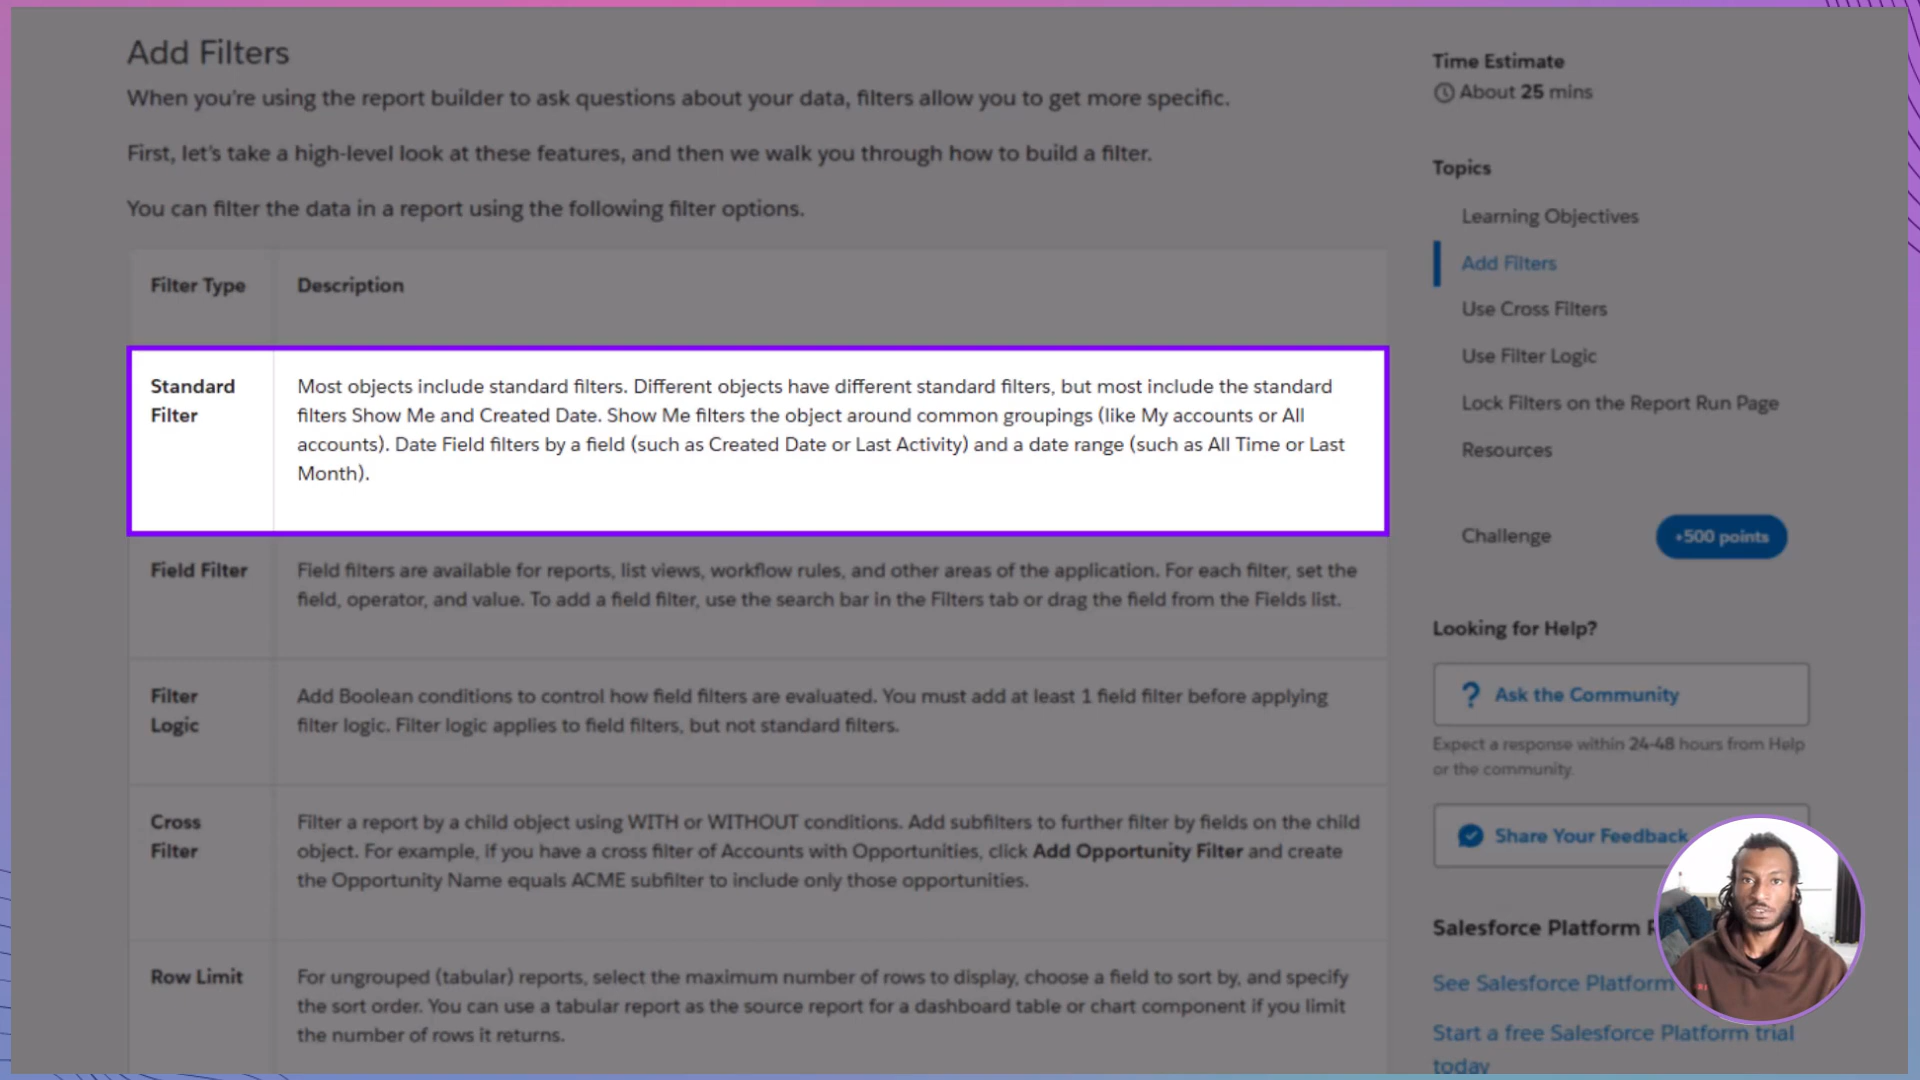 Add Filters
When you're using the report builder to ask questions about your data, filters allow you to get more specific.
First, let's take a high-level look at these features, and then we walk you through how to build a filter.
You can filter the data in a report using the following filter options.
Filter Type
Description
Standard
Filter
Most objects include standard filters. Different objects have different standard filters, but most include the standard
filters Show Me and Created Date. Show Me filters the object around common groupings (like My accounts or All
accounts). Date Field filters by a field (such as Created Date or Last Activity) and a date range (such as All Time or Last
Month).
Field Filter
Field filters are available for reports, list views, workflow rules, and other areas of the application. For each filter, set the
field, operator, and value. To add a field filter, use the search bar in the Filters tab or drag the field from the Fields list.
Filter
Logic
Add Boolean conditions to control how field filters are evaluated. You must add at least 1 field filter before applying
filter logic. Filter logic applies to field filters, but not standard filters.
Cross
Filter
Filter a report by a child object using WITH or WITHOUT conditions. Add subfilters to further filter by fields on the child
object. For example, if you have a cross filter of Accounts with Opportunities, click Add Opportunity Filter and create
the Opportunity Name equals ACME subfilter to include only those opportunities.
Row Limit
For ungrouped (tabular) reports, select the maximum number of rows to display, choose a field to sort by, and specify
the sort order. You can use a tabular report as the source report for a dashboard table or chart component if you limit
the number of rows it returns.
Time Estimate
About 25 mins
Topics
Learning Objectives
Add Filters
Use Cross Filters
Use Filter Logic
Lock Filters on the Report Run Page
Resources
Challenge
+500 points
Looking for Help?
Ask the Community
Expect a response within 24-48 hours from Help
or the community.
Share Your Feedback
Salesforce Platform
See Salesforce Platform
Start a free Salesforce Platform trial
today